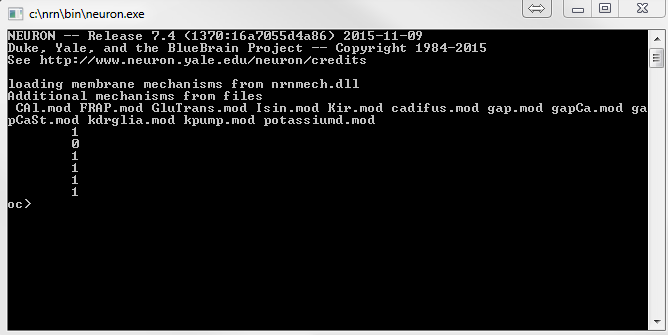 c:\nrn\bin\neuron.exe
NEURON -- Release 7.4 (1370:16a7055d4a86) 2015-11-09
Duke, Yale, and the BlueBrain Project -- Copyright 1984-2015
See http://www.neuron.yale.edu/neuron/credits
loading membrane mechanisms from nrnmech.dll
Additional mechanisms from files
CAl.mod FRAP.mod GluTrans.mod Isin.mod Kir.mod cadifus.mod gap.mod gapCa.mod ga
pCaSt.mod kdrglia.mod kpump.mod potassiumd.mod
1
0
1
1
1
1
oc>